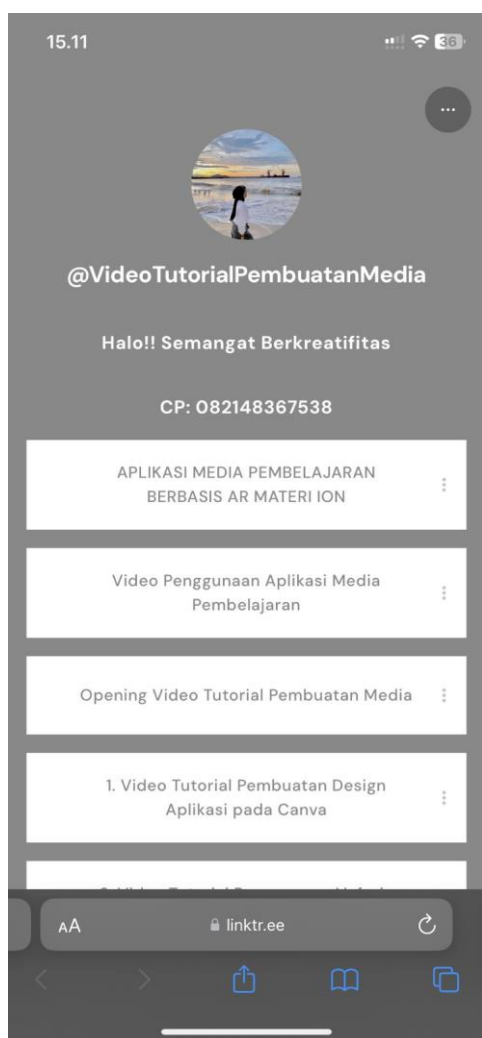 15.11
36
@VideoTutorialPembuatanMedia
Halo!! Semangat Berkreatifitas
CP: 082148367538
APLIKASI MEDIA PEMBELAJARAN
BERBASIS AR MATERI ION
Video Penggunaan Aplikasi Media
Pembelajaran
Opening Video Tutorial Pembuatan Media
1. Video Tutorial Pembuatan Design
Aplikasi pada Canva
AA
linktr.ee